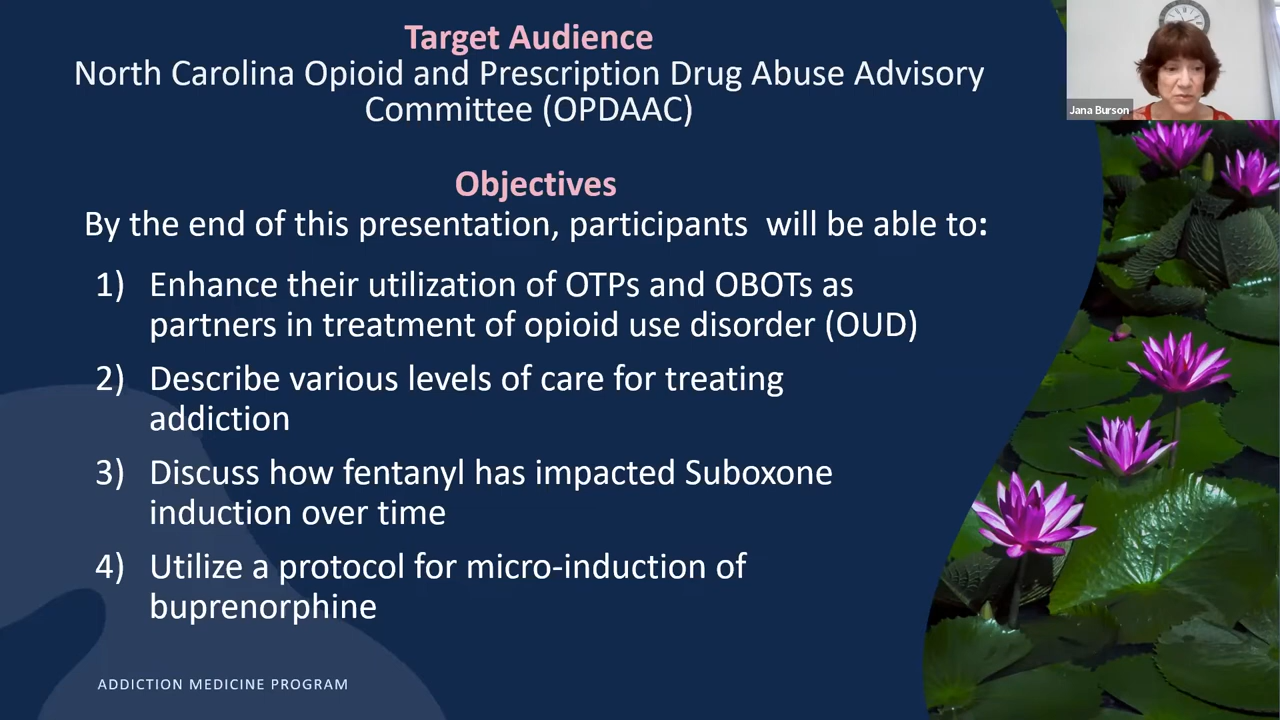 Target Audience
North Carolina Opioid and Prescription Drug Abuse Advisory
Committee (OPDAAC)
Jana Burson
Objectives
By the end of this presentation, participants will be able to:
1) Enhance their utilization of OTPs and OBOTs as
partners in treatment of opioid use disorder (OUD)
2) Describe various levels of care for treating
addiction
3) Discuss how fentanyl has impacted Suboxone
induction over time
4) Utilize a protocol for micro-induction of
buprenorphine
ADDICTION MEDICINE PROGRAM